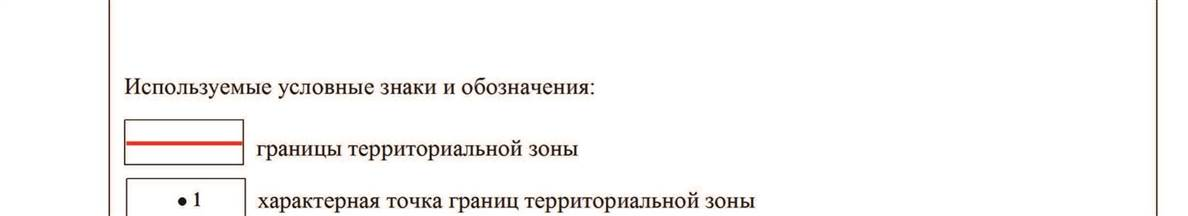 Используемые условные знаки и обозначения:
границы территориальной зоны
1 характерная точка границ территориальной зоны